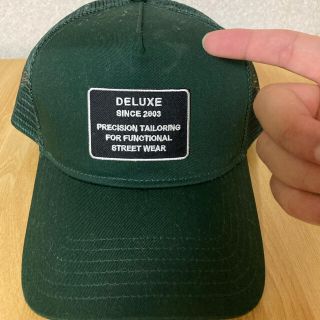 DELUXE
SINCE 2003
PRECISION TAILORING
FOR FUNCTIONAL
STREET WEAR